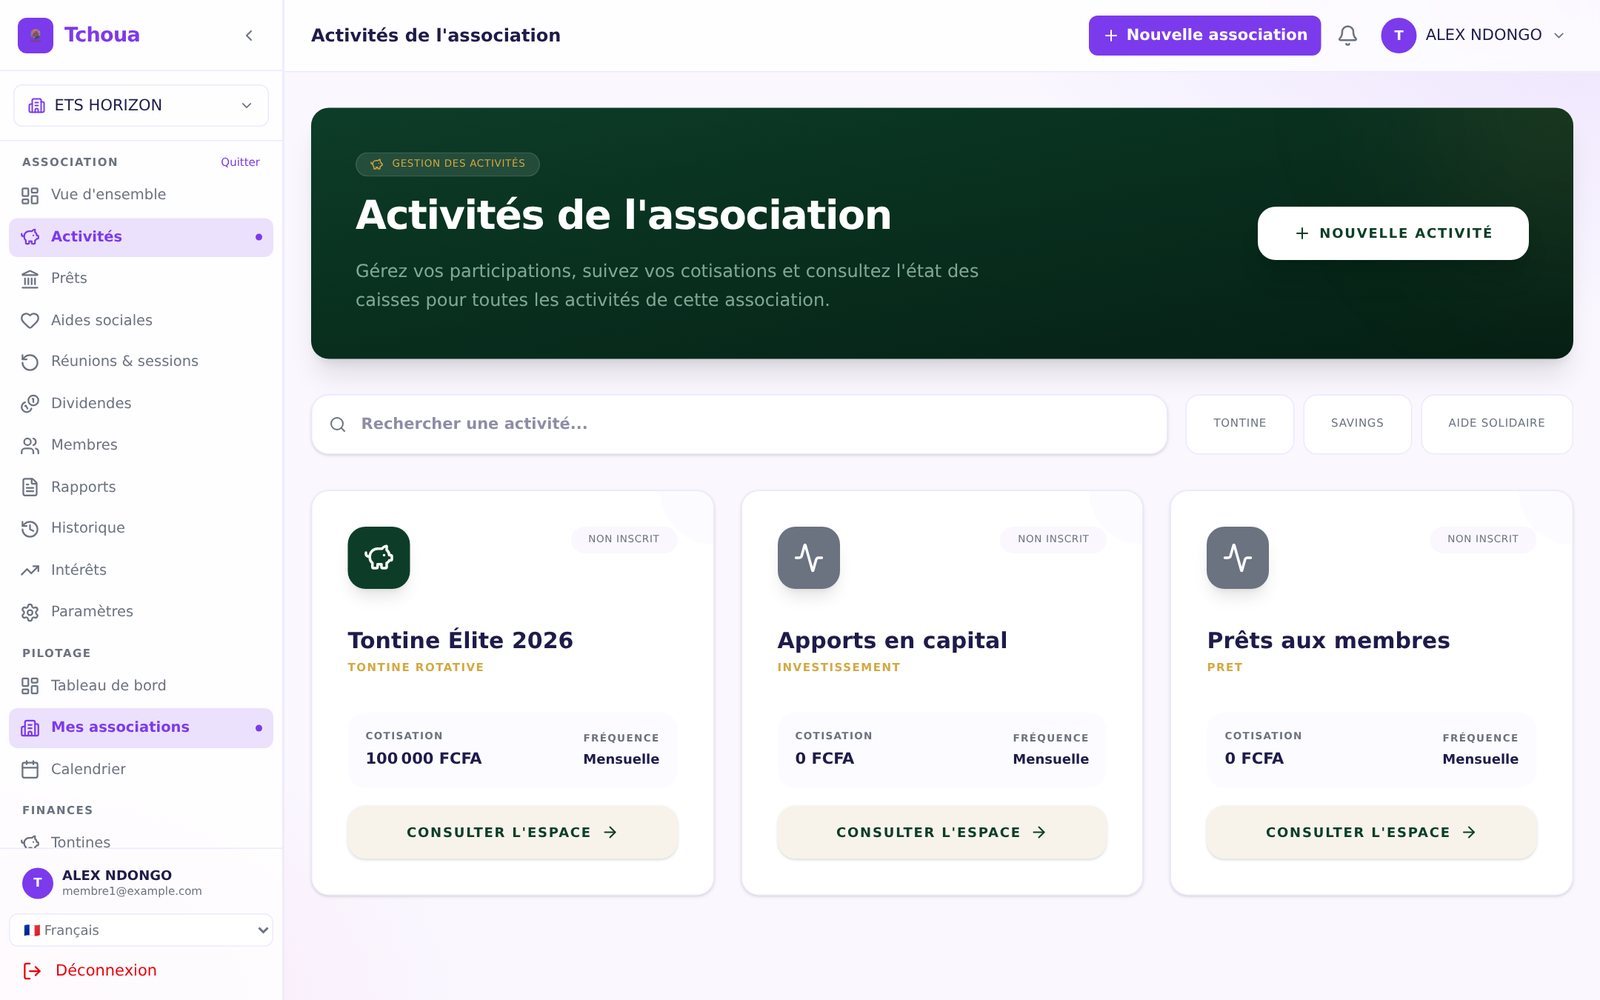 Tchoua
ETS HORIZON
ASSOCIATION Quitter
Vue d'ensemble
Activités
Prêts
Aides sociales
Réunions & sessions
Dividendes
Membres
Rapports
Historique
Intérêts
Paramètres
PILOTAGE
Tableau de bord
Mes associations
Calendrier
FINANCES
Tontines
T
ALEX NDONGO
membre1@example.com
Français
Déconnexion
Activités de l'association
+ Nouvelle association
T ALEX NDONGO
GESTION DES ACTIVITÉS
Activités de l'association
Gérez vos participations, suivez vos cotisations et consultez l'état des
caisses pour toutes les activités de cette association.
+ NOUVELLE ACTIVITÉ
Rechercher une activité...
TONTINE
SAVINGS
AIDE SOLIDAIRE
NON INSCRIT
Tontine Élite 2026
TONTINE ROTATIVE
COTISATION FRÉQUENCE
100 000 FCFA Mensuelle
CONSULTER L'ESPACE →
NON INSCRIT
Apports en capital
INVESTISSEMENT
COTISATION FRÉQUENCE
0 FCFA Mensuelle
CONSULTER L'ESPACE →
NON INSCRIT
Prêts aux membres
PRET
COTISATION FRÉQUENCE
0 FCFA Mensuelle
CONSULTER L'ESPACE →